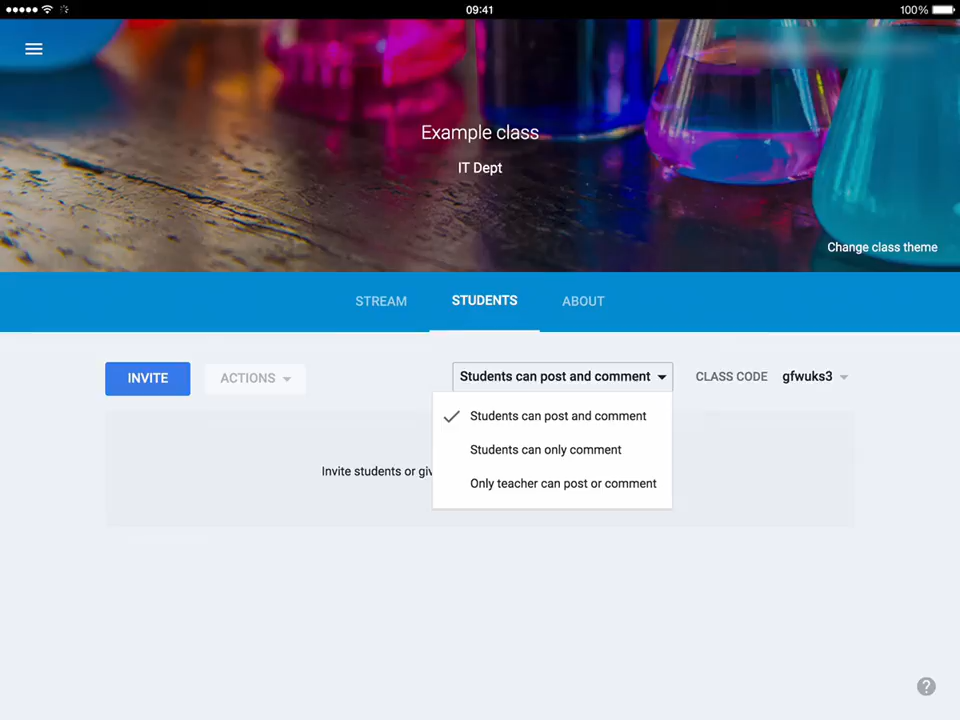 09:41
100%
Example class
IT Dept
Change class theme
STREAM
STUDENTS
ABOUT
INVITE
ACTIONS
Students can post and comment
CLASS CODE
gfwuks3
Students can post and comment
Students can only comment
Only teacher can post or comment
Invite students or giv
?